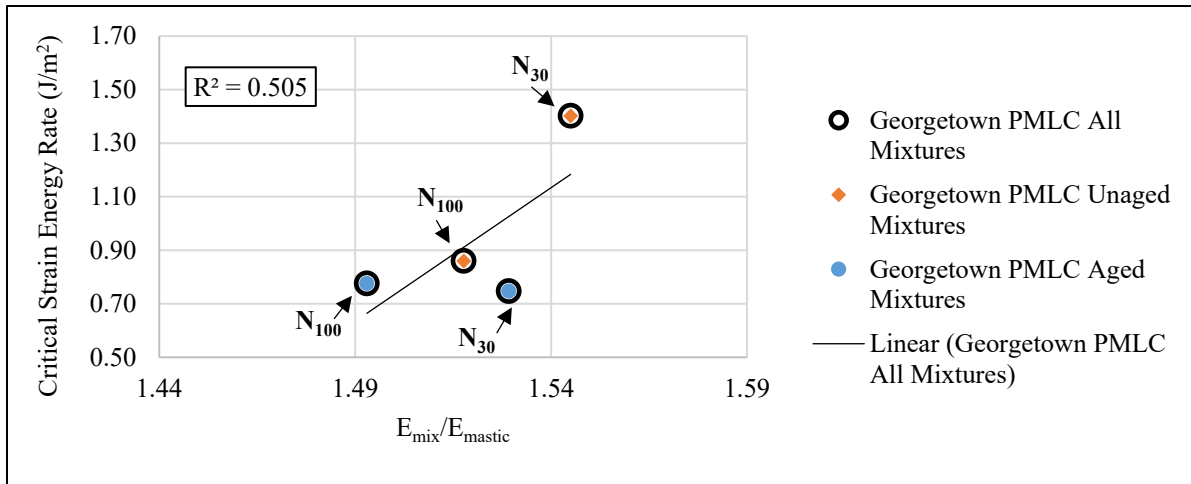 Critical Strain Energy Rate (J/m²)
1.70
1.50
1.30
1.10
0.90
0.70
0.50
R² = 0.505
N₃₀
N₁₀₀
N₁₀₀
N₃₀
1.44 1.49 1.54 1.59
Eₘᵢₓ/Eₘₐₛₜᵢ꜀
Georgetown PMLC All
Mixtures
Georgetown PMLC Unaged
Mixtures
Georgetown PMLC Aged
Mixtures
Linear (Georgetown PMLC
All Mixtures)